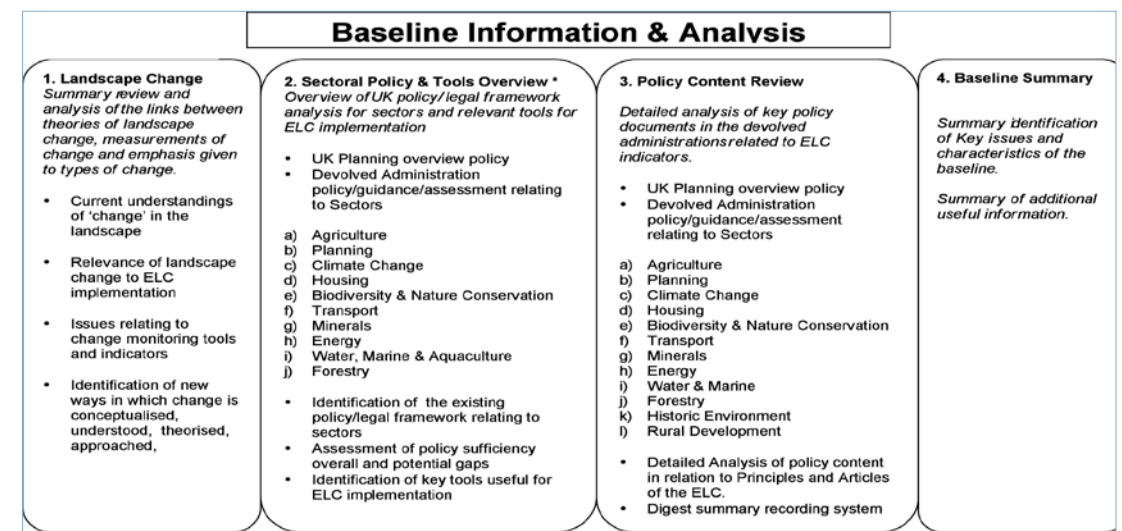 Baseline Information & Analysis
1. Landscape Change
Summary review and
analysis of the links between
theories of landscape
change, measurements of
change and emphasis given
to types of change.
• Current understandings
of ‘change’ in the
landscape
• Relevance of landscape
change to ELC
implementation
• Issues relating to
change monitoring tools
and indicators
• Identification of new
ways in which change is
conceptualised,
understood, theorised,
approached,
2. Sectoral Policy & Tools Overview *
Overview of UK policy/legal framework
analysis for sectors and relevant tools for
ELC implementation
• UK Planning overview policy
• Devolved Administration
policy/guidance/assessment relating
to Sectors
a) Agriculture
b) Planning
c) Climate Change
d) Housing
e) Biodiversity & Nature Conservation
f) Transport
g) Minerals
h) Energy
i) Water, Marine & Aquaculture
j) Forestry
• Identification of the existing
policy/legal framework relating to
sectors
• Assessment of policy sufficiency
overall and potential gaps
• Identification of key tools useful for
ELC implementation
3. Policy Content Review
Detailed analysis of key policy
documents in the devolved
administrations related to ELC
indicators.
• UK Planning overview policy
• Devolved Administration
policy/guidance/assessment
relating to Sectors
a) Agriculture
b) Planning
c) Climate Change
d) Housing
e) Biodiversity & Nature Conservation
f) Transport
g) Minerals
h) Energy
i) Water & Marine
j) Forestry
k) Historic Environment
l) Rural Development
• Detailed Analysis of policy content
in relation to Principles and Articles
of the ELC.
• Digest summary recording system
4. Baseline Summary
Summary identification
of Key issues and
characteristics of the
baseline.
Summary of additional
useful information.